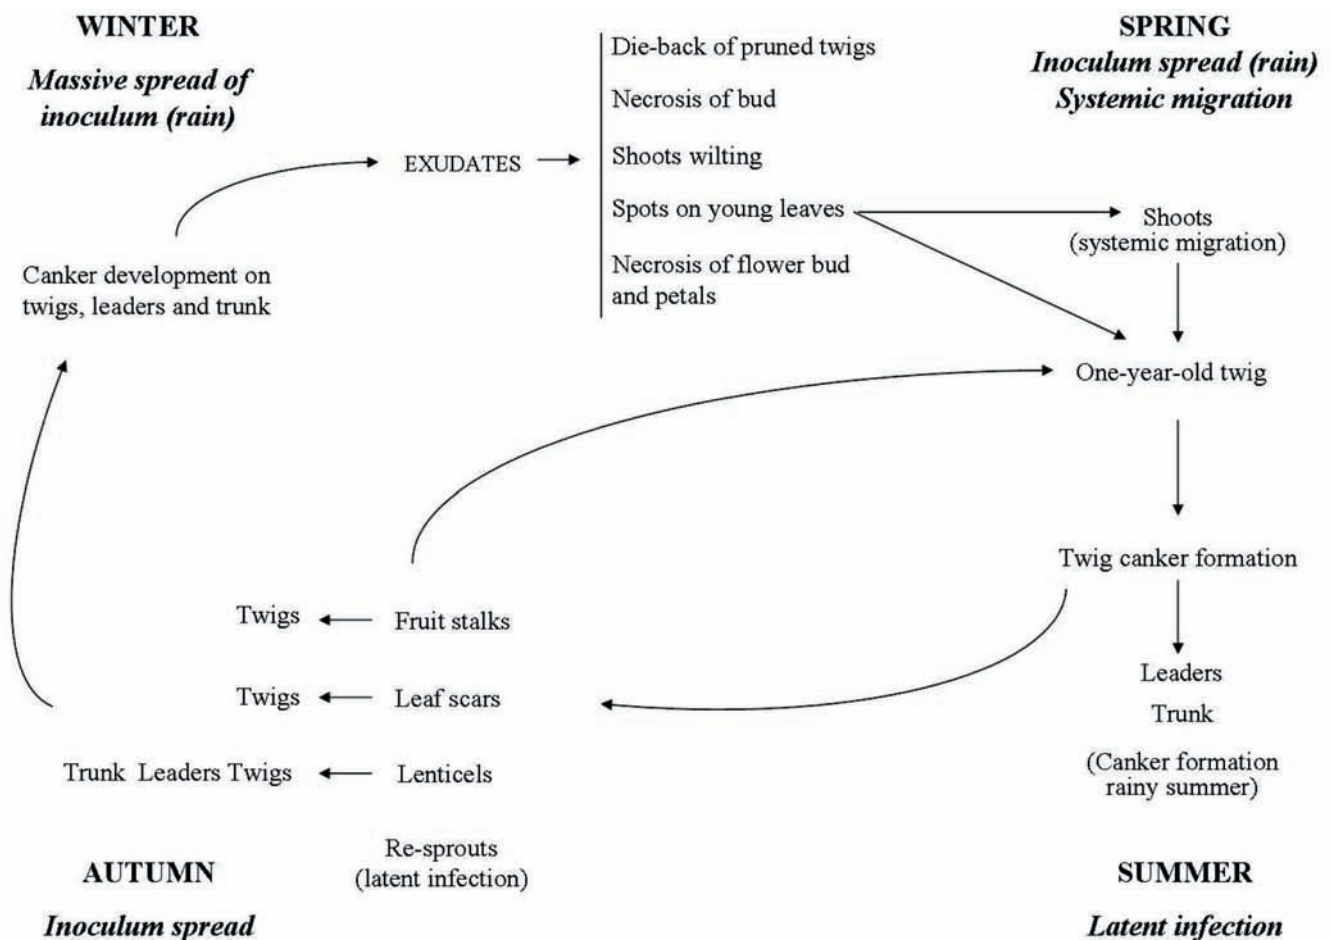 WINTER
Massive spread of
inoculum (rain)
Canker development on
twigs, leaders and trunk
EXUDATES
Die-back of pruned twigs
Necrosis of bud
Shoots wilting
Spots on young leaves
Necrosis of flower bud
and petals
SPRING
Inoculum spread (rain)
Systemic migration
Shoots
(systemic migration)
One-year-old twig
Twig canker formation
Leaders
Trunk
(Canker formation
rainy summer)
SUMMER
Latent infection
Twigs
Fruit stalks
Twigs
Leaf scars
Trunk Leaders Twigs
Lenticels
Re-sprouts
(latent infection)
AUTUMN
Inoculum spread